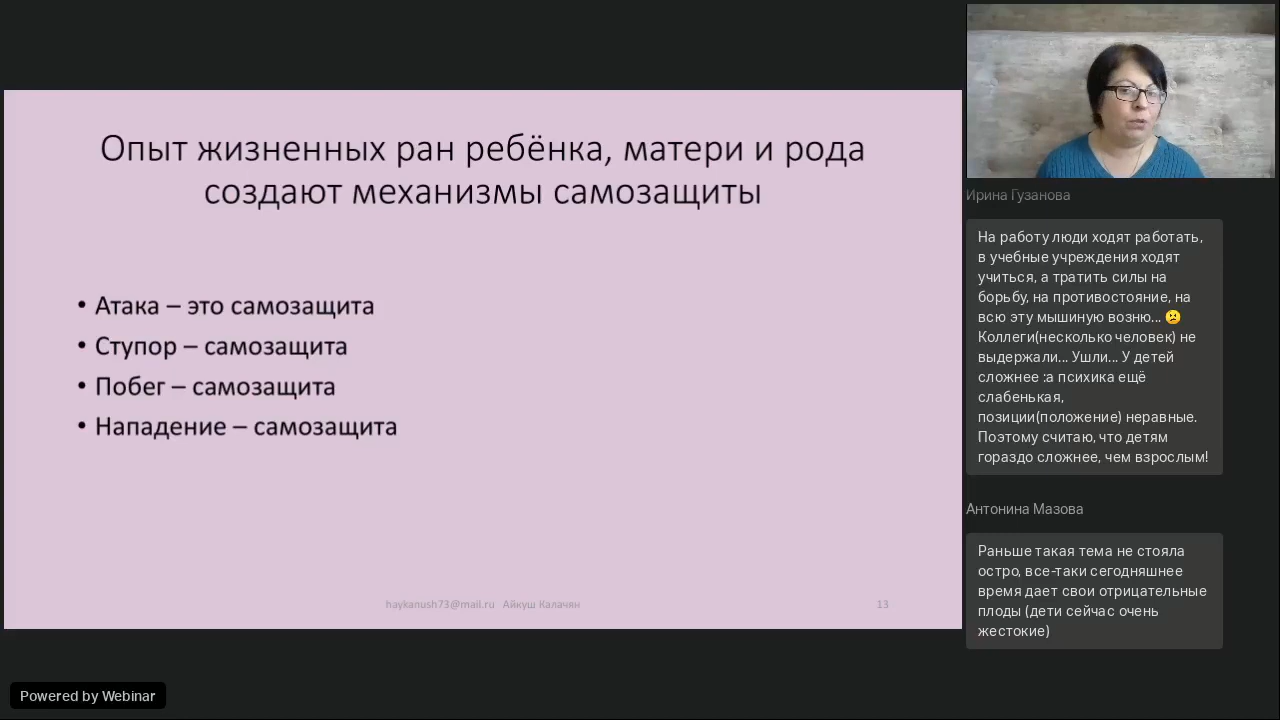 Опыт жизненных ран ребёнка, матери и рода
создают механизмы самозащиты
• Атака – это самозащита
• Ступор – самозащита
• Побег – самозащита
• Нападение – самозащита
haykanush73@mail.ru Айкуш Калачян
13
Ирина Гузанова
На работу люди ходят работать,
в учебные учреждения ходят
учиться, а тратить силы на
борьбу, на противостояние, на
всю эту мышиную возню... 😠
Коллеги(несколько человек) не
выдержали... Ушли... У детей
сложнее :а психика ещё
слабенькая,
позиции(положение) неравные.
Поэтому считаю, что детям
гораздо сложнее, чем взрослым!
Антонина Мазова
Раньше такая тема не стояла
остро, все-таки сегодняшнее
время дает свои отрицательные
плоды (дети сейчас очень
жестокие)
Powered by Webinar